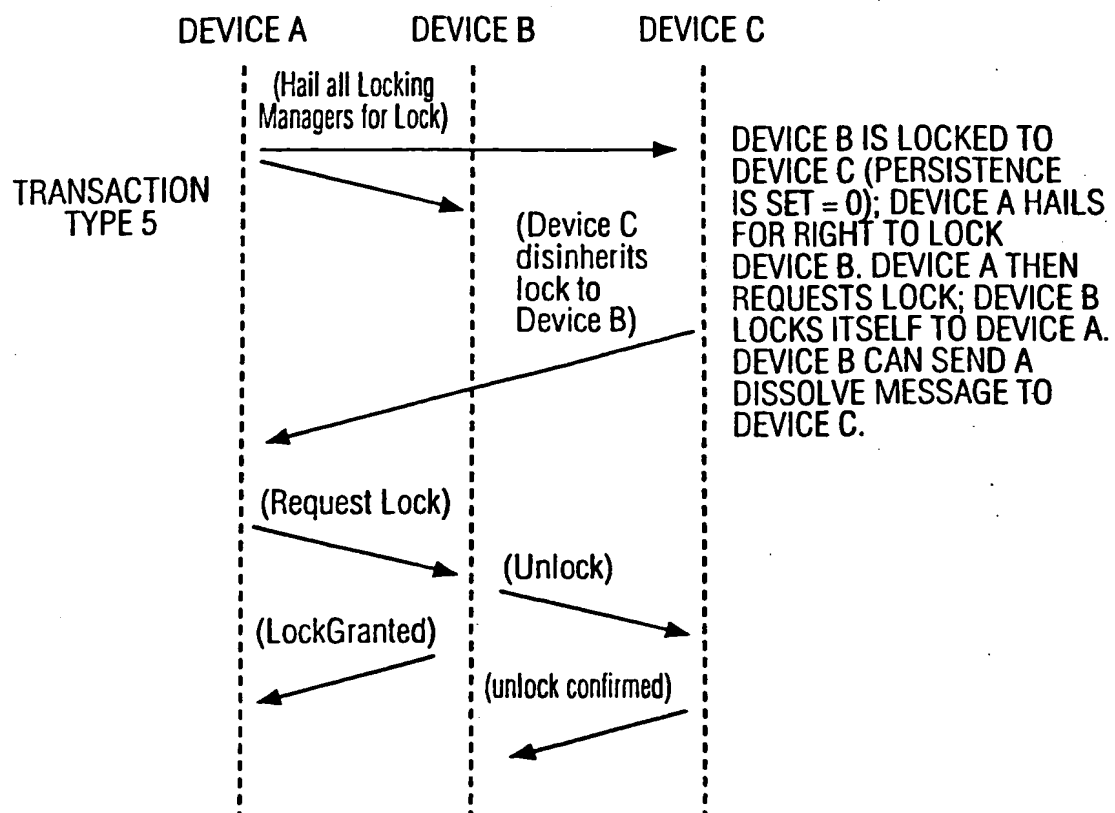 DEVICE A DEVICE B DEVICE C
(Hail all Locking
Managers for Lock)
TRANSACTION
TYPE 5
(Device C
disinherits
lock to
Device B)
DEVICE B IS LOCKED TO
DEVICE C (PERSISTENCE
IS SET = 0); DEVICE A HAILS
FOR RIGHT TO LOCK
DEVICE B. DEVICE A THEN
REQUESTS LOCK; DEVICE B
LOCKS ITSELF TO DEVICE A.
DEVICE B CAN SEND A
DISSOLVE MESSAGE TO
DEVICE C.
(Request Lock)
(Unlock)
(LockGranted)
(unlock confirmed)